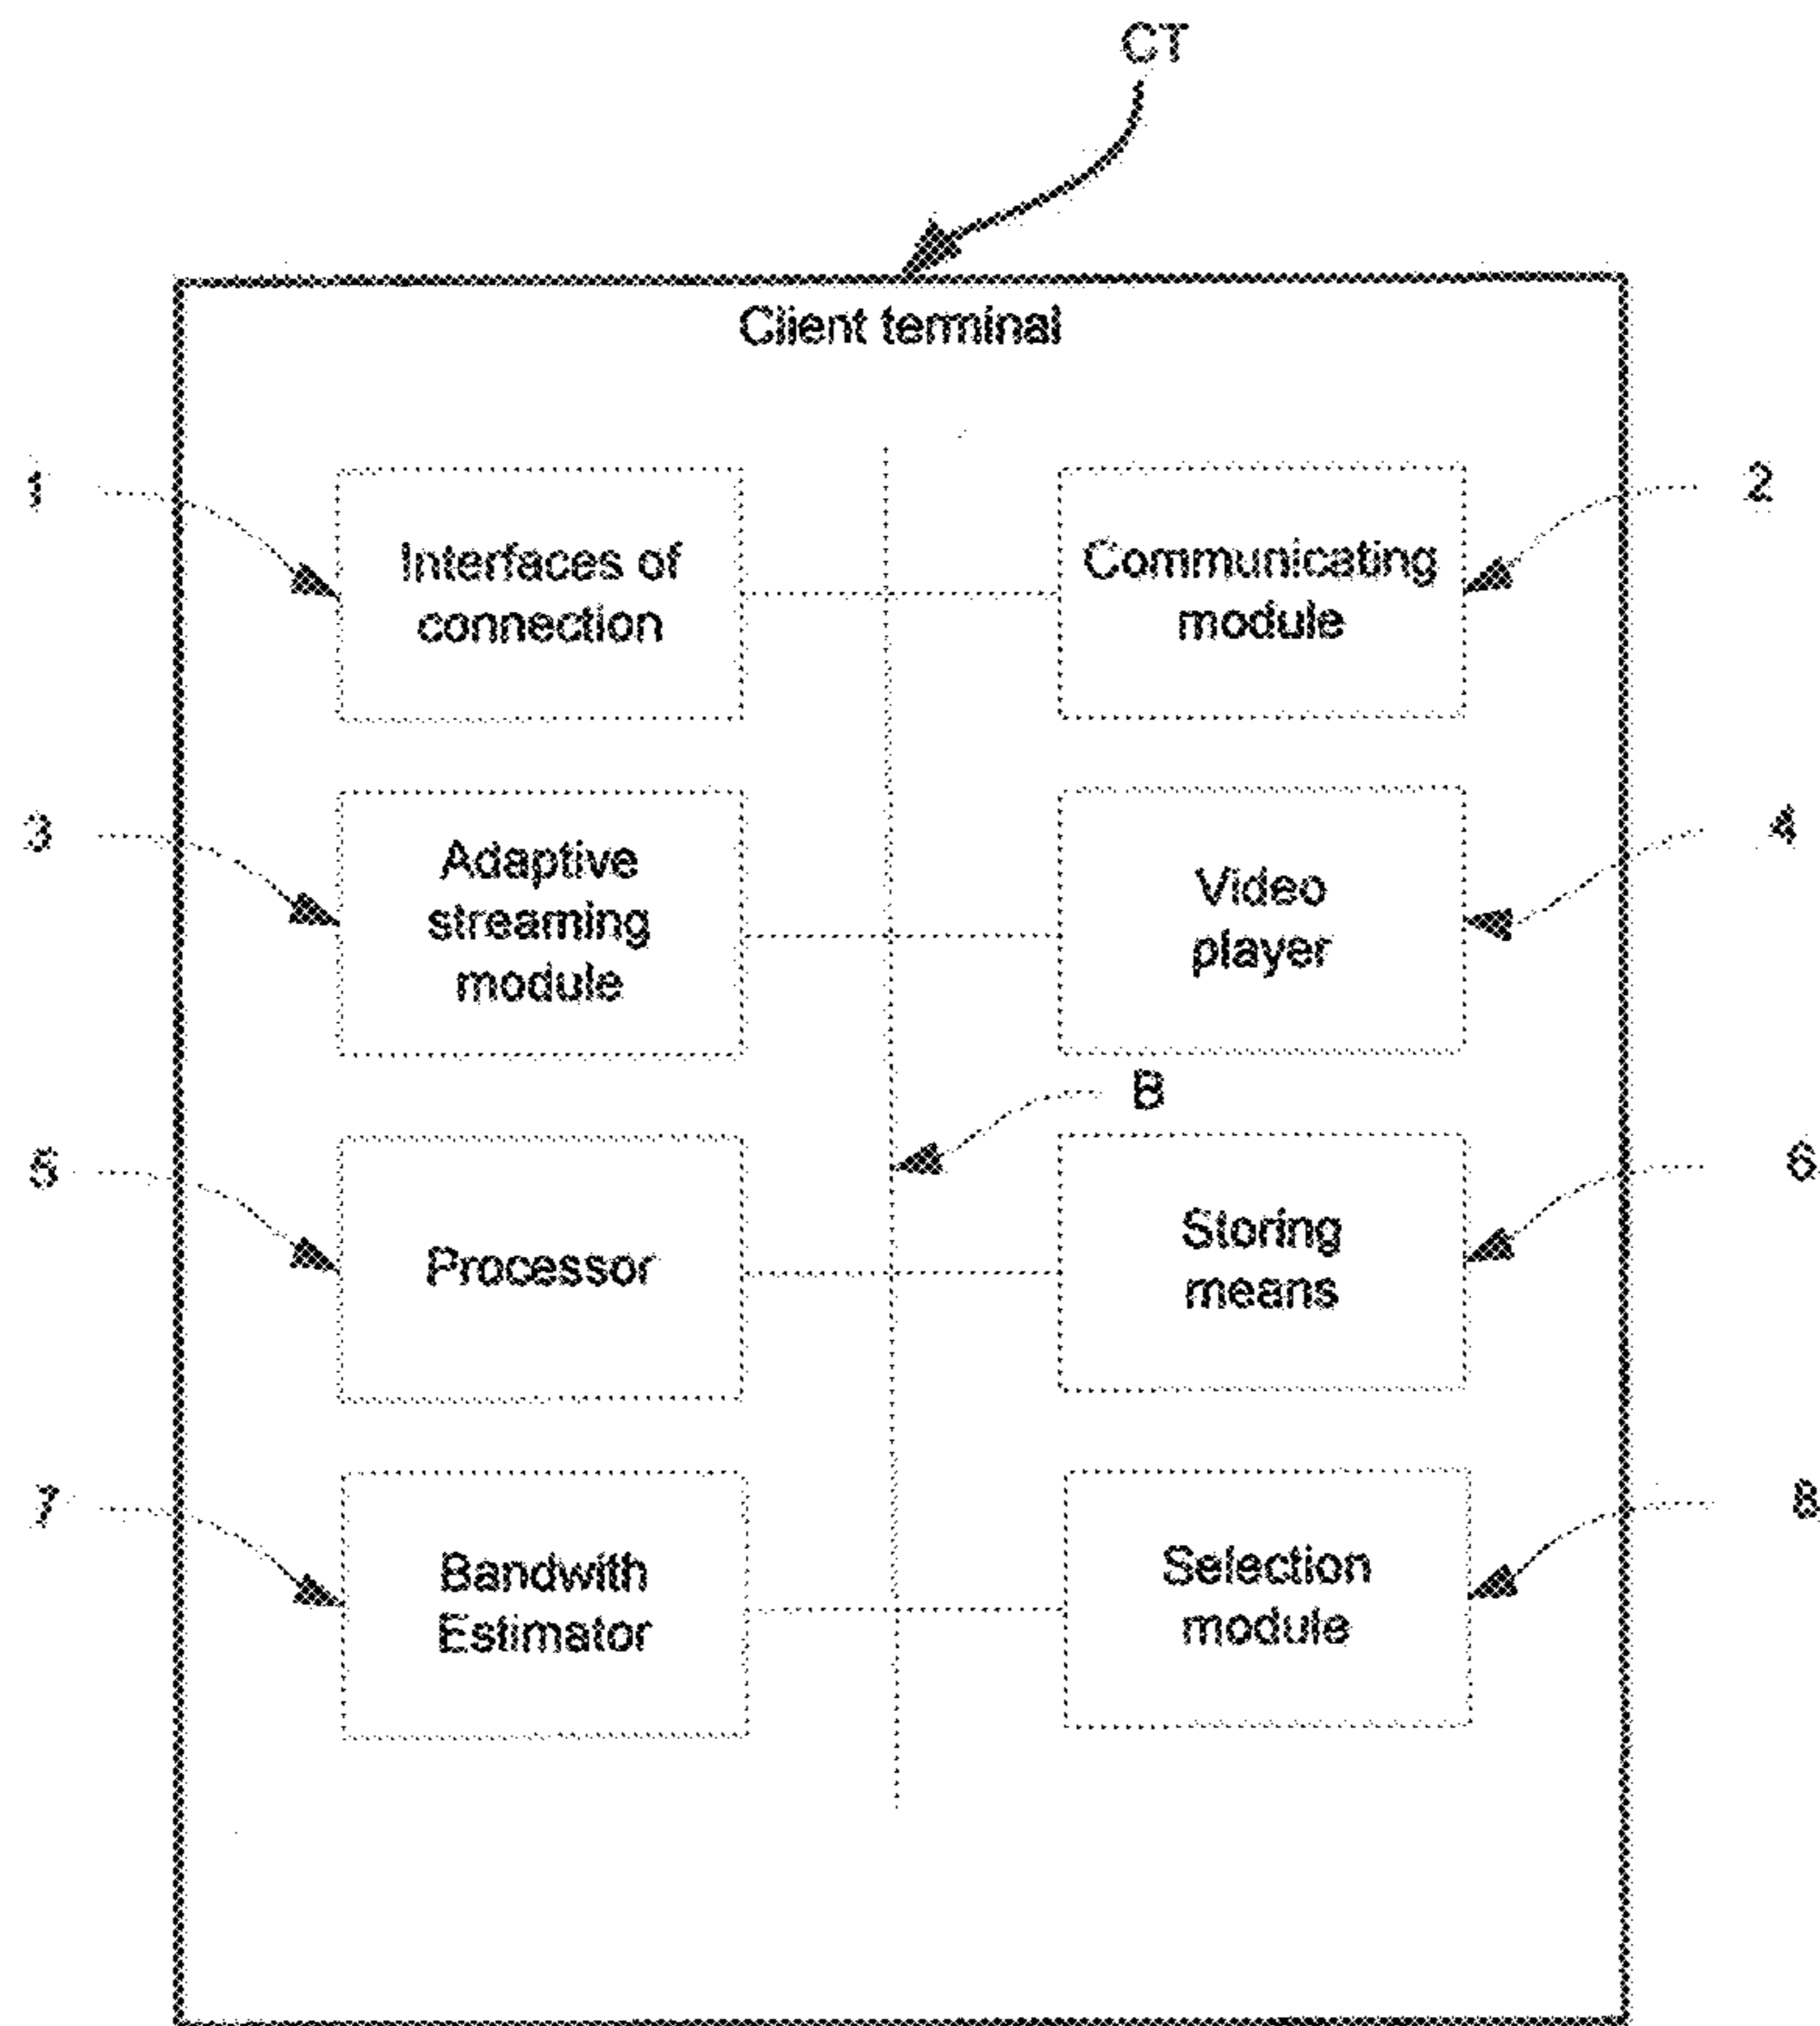 CT
Client terminal
1
Interfaces of
connection
Communicating
module
2
3
Adaptive
streaming
module
Video
player
4
B
5
Processor
Storing
means
6
7
Bandwith
Estimator
Selection
module
8